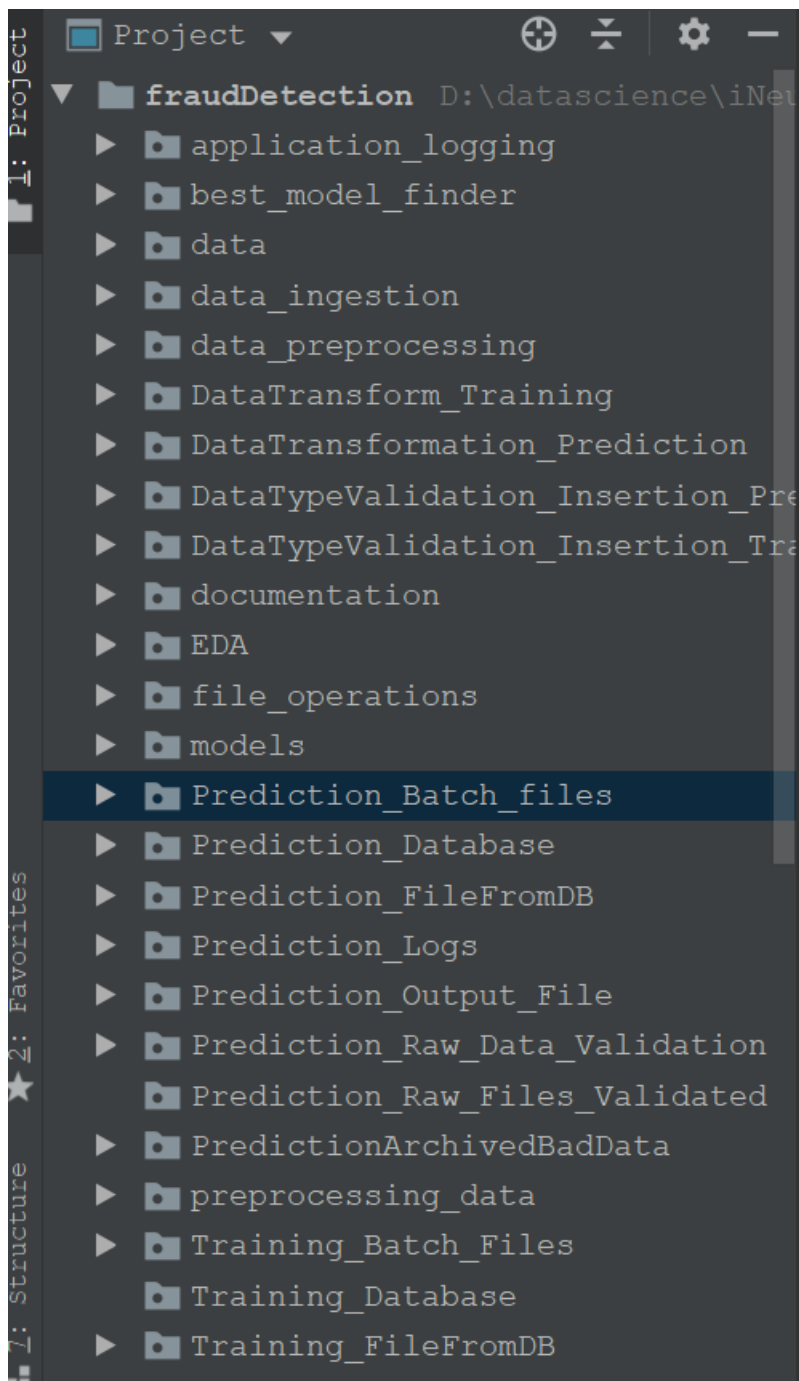 Project
fraudDetection D:\datascience\iNeu
application_logging
best_model_finder
data
data_ingestion
data_preprocessing
DataTransform_Training
DataTransformation_Prediction
DataTypeValidation_Insertion_Pre
DataTypeValidation_Insertion_Tra
documentation
EDA
file_operations
models
Prediction_Batch_files
Prediction_Database
Prediction_FileFromDB
Prediction_Logs
Prediction_Output_File
Prediction_Raw_Data_Validation
Prediction_Raw_Files_Validated
PredictionArchivedBadData
preprocessing_data
Training_Batch_Files
Training_Database
Training_FileFromDB
1: Project
2: Favorites
7: Structure